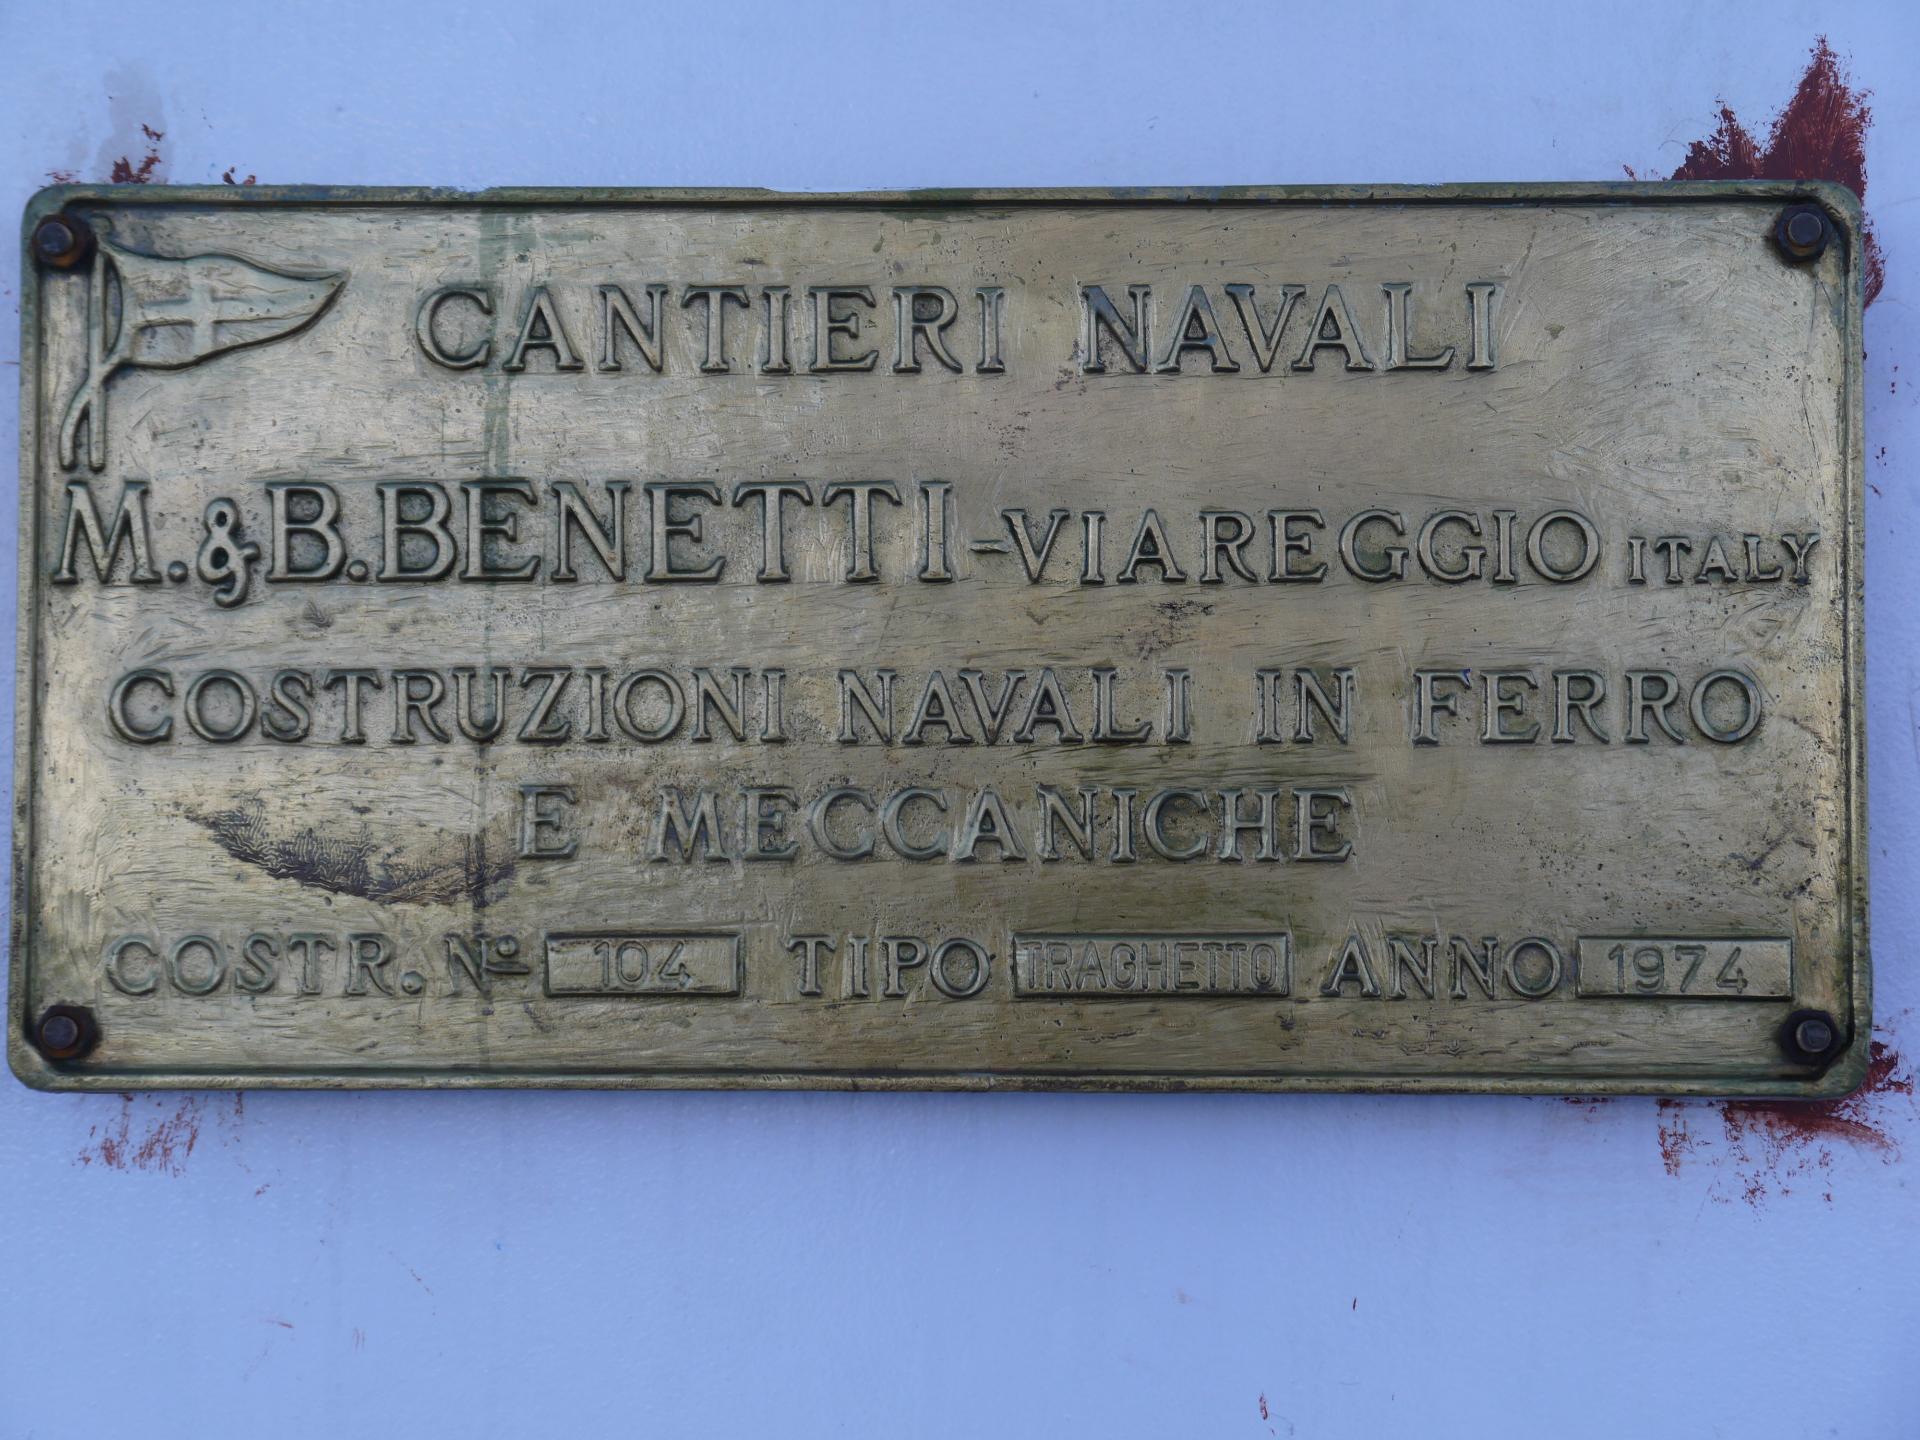 CANTIERI NAVALI
M. & B. BENETTI - VIAREGGIO ITALY
COSTRUZIONI NAVALI IN FERRO
E MECCANICHE
COSTR. Nº 104 TIPO TRAGHETTO ANNO 1974